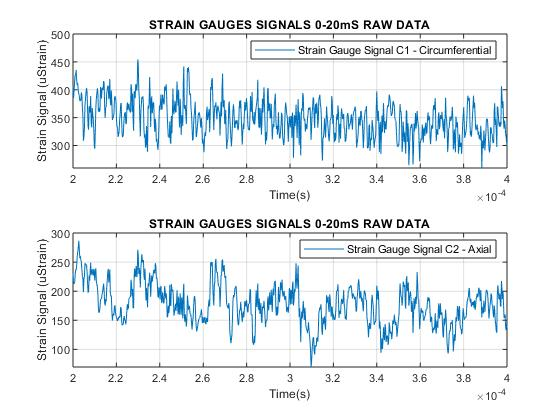 STRAIN GAUGES SIGNALS 0-20mS RAW DATA
Strain Signal (uStrain)
500
450
400
350
300
Strain Gauge Signal C1 - Circumferential
2 2.2 2.4 2.6 2.8 3 3.2 3.4 3.6 3.8 4
Time(s)
×10⁻⁴
STRAIN GAUGES SIGNALS 0-20mS RAW DATA
Strain Signal (uStrain)
300
250
200
150
100
Strain Gauge Signal C2 - Axial
2 2.2 2.4 2.6 2.8 3 3.2 3.4 3.6 3.8 4
Time(s)
×10⁻⁴